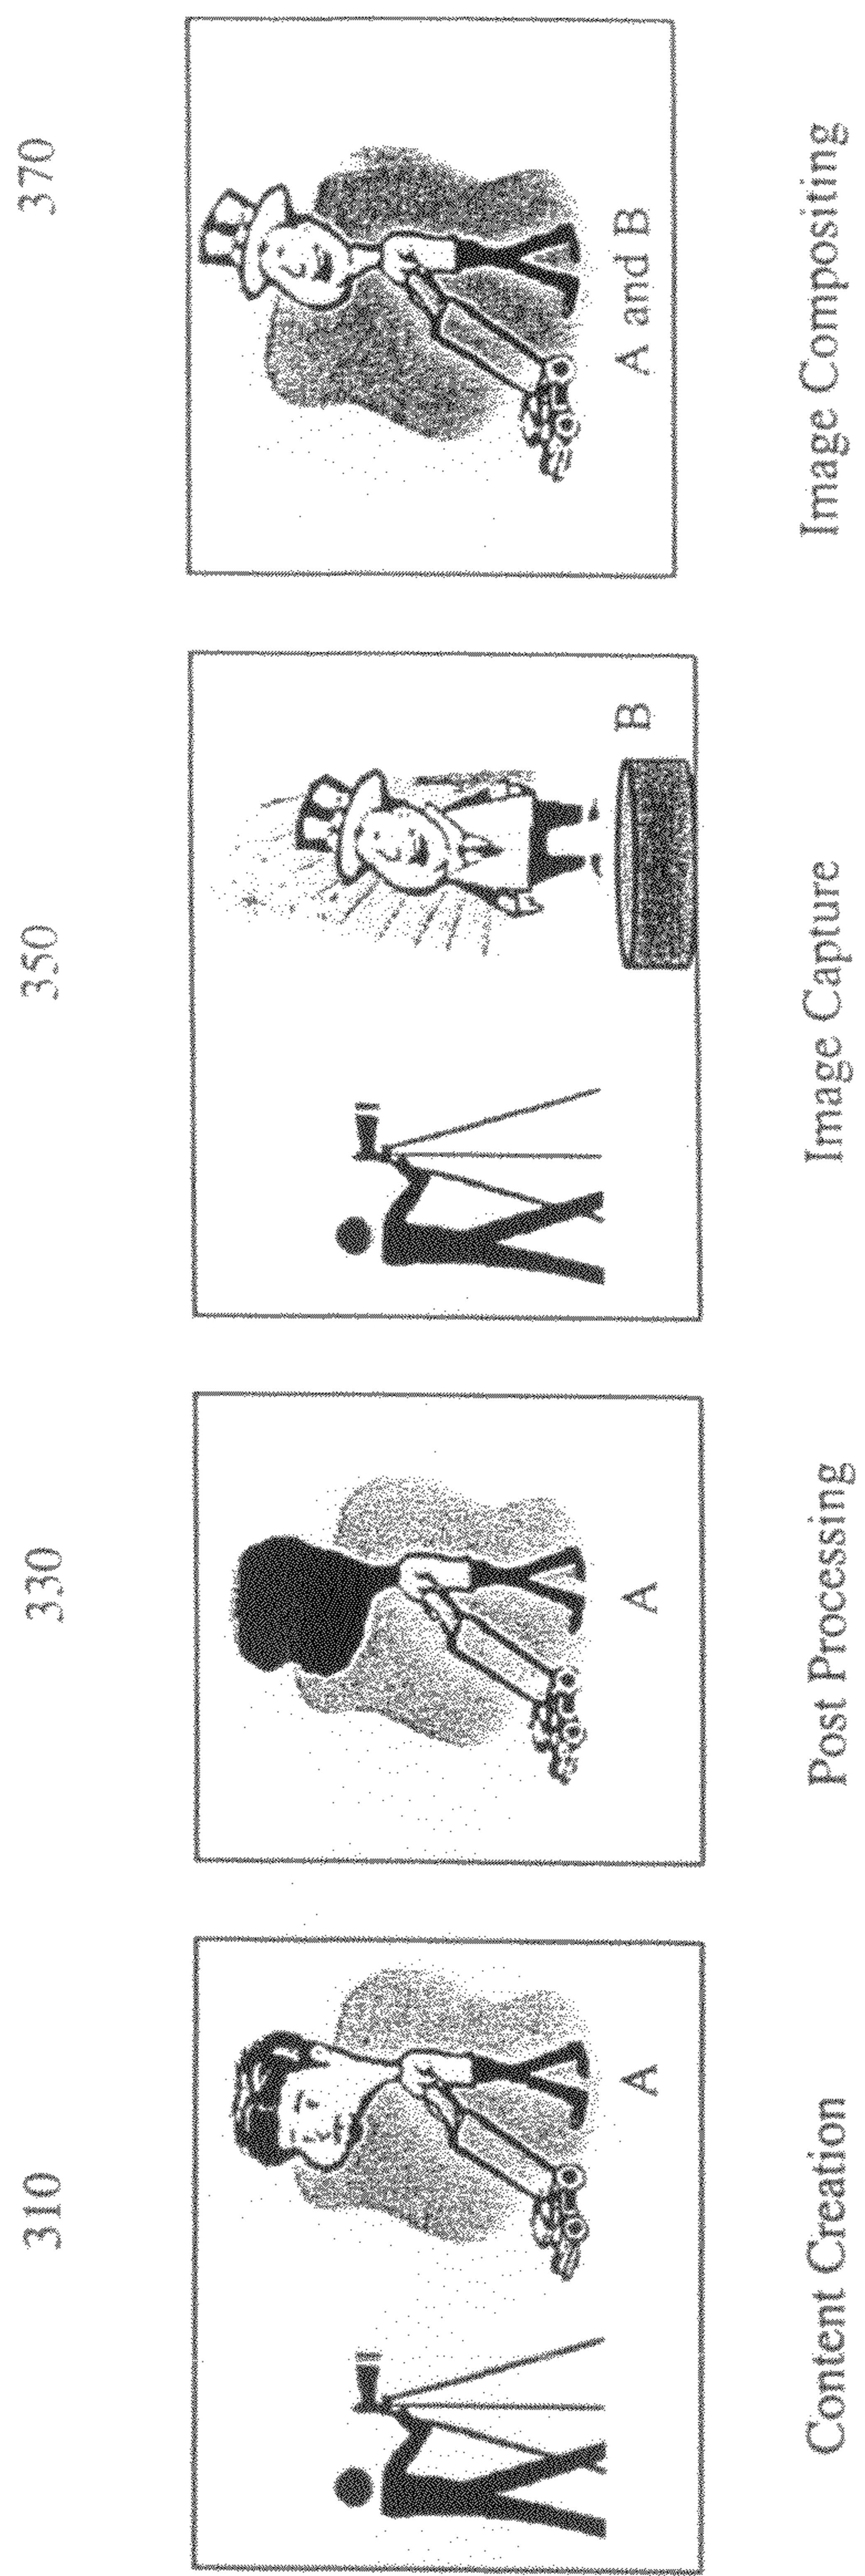 310
330
350
370
A
A
B
A and B
Content Creation
Post Processing
Image Capture
Image Compositing